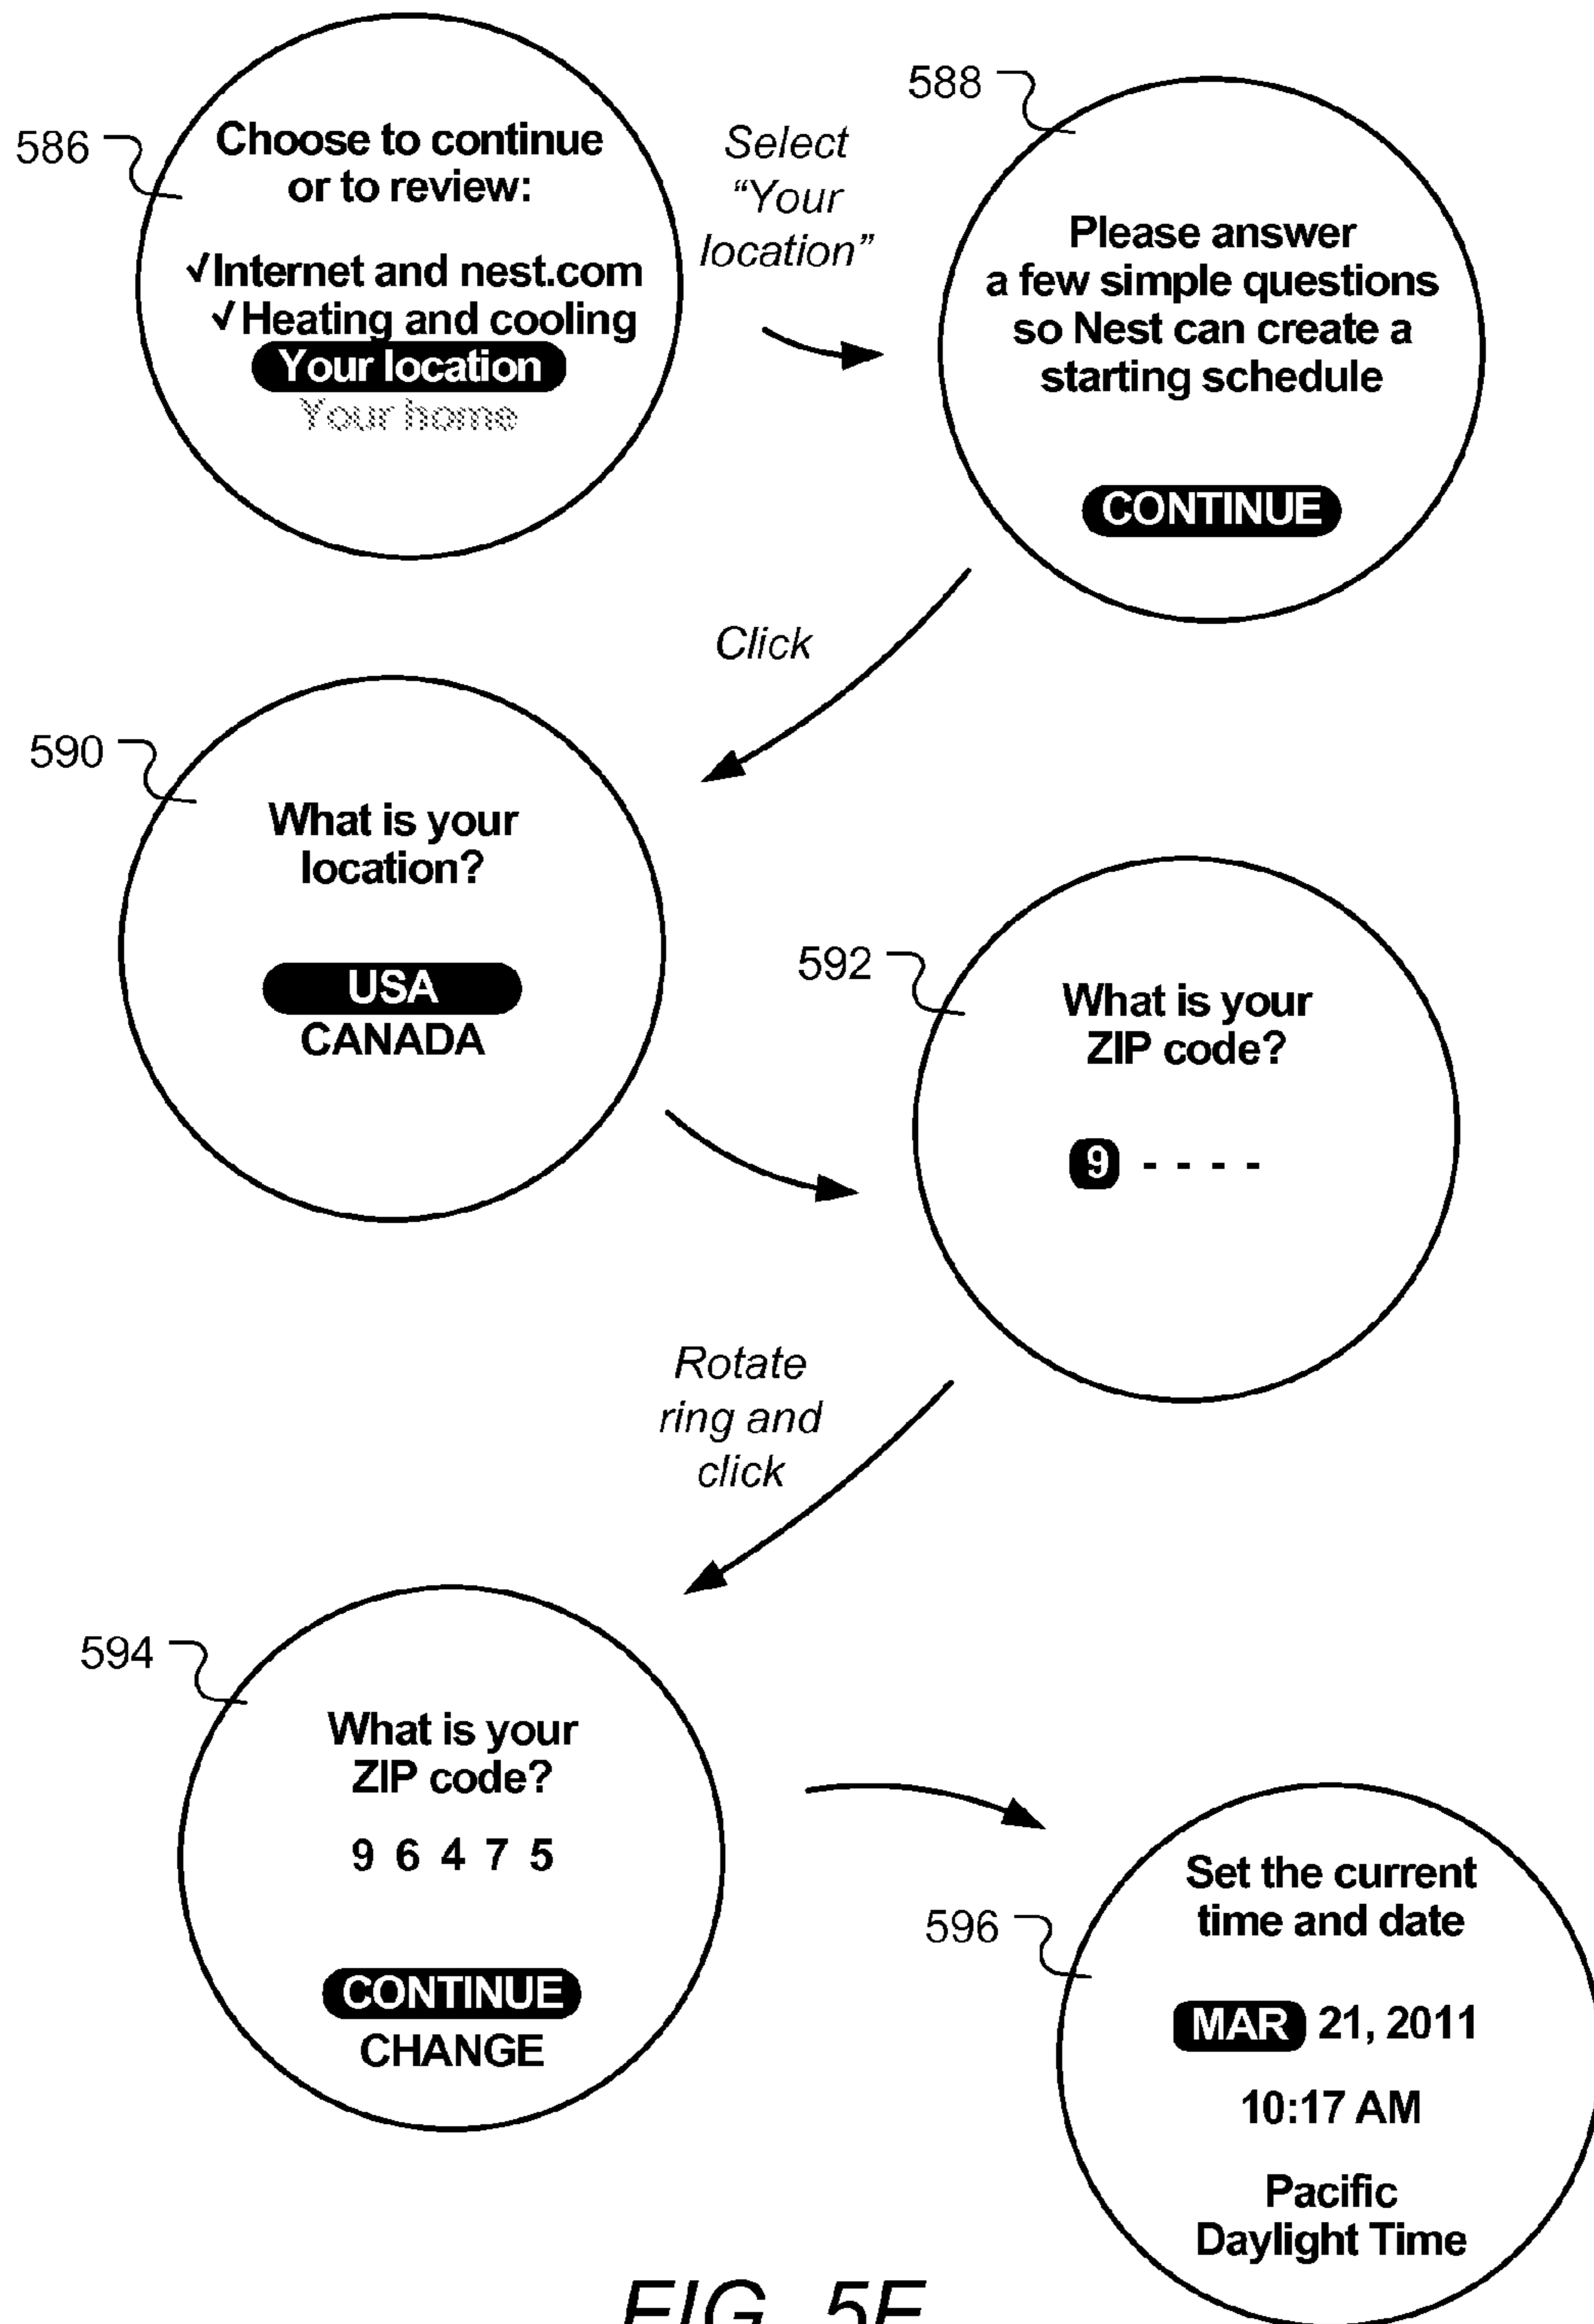 586
Choose to continue
or to review:
√Internet and nest.com
√Heating and cooling
Your location
Your home
Select
“Your
location”
588
Please answer
a few simple questions
so Nest can create a
starting schedule
CONTINUE
Click
590
What is your
location?
USA
CANADA
592
What is your
ZIP code?
9 - - - -
Rotate
ring and
click
594
What is your
ZIP code?
9 6 4 7 5
CONTINUE
CHANGE
596
Set the current
time and date
MAR 21, 2011
10:17 AM
Pacific
Daylight Time